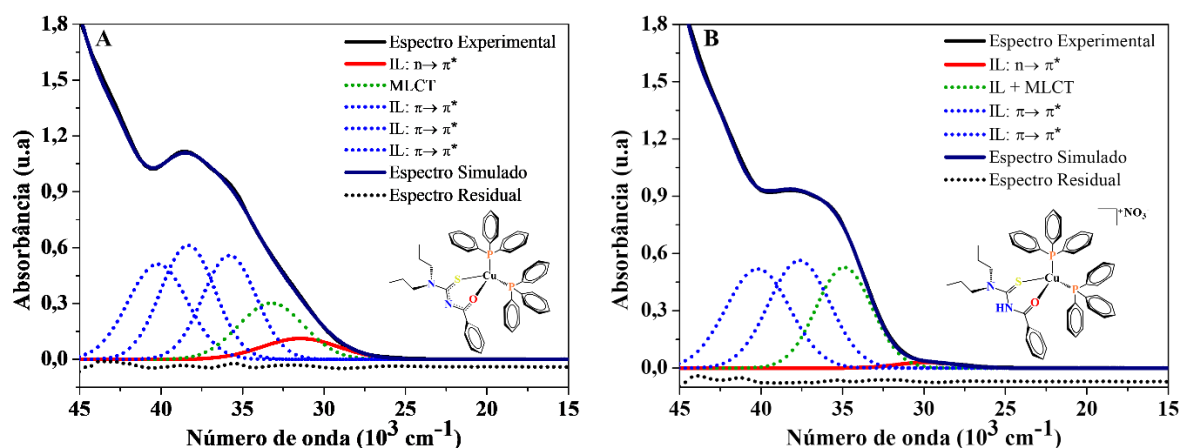 A
Espectro Experimental
IL: n→ π*
MLCT
IL: π→ π*
IL: π→ π*
IL: π→ π*
Espectro Simulado
Espectro Residual
1,8
1,5
1,2
0,9
0,6
0,3
0,0
Absorbância (u.a)
45 40 35 30 25 20 15
Número de onda (10³ cm⁻¹)
N
S
N
O
Cu
P
P
B
Espectro Experimental
IL: n→ π*
IL + MLCT
IL: π→ π*
IL: π→ π*
Espectro Simulado
Espectro Residual
1,8
1,5
1,2
0,9
0,6
0,3
0,0
Absorbância (u.a)
45 40 35 30 25 20 15
Número de onda (10³ cm⁻¹)
+NO₃
N
S
HN
O
Cu
P
P